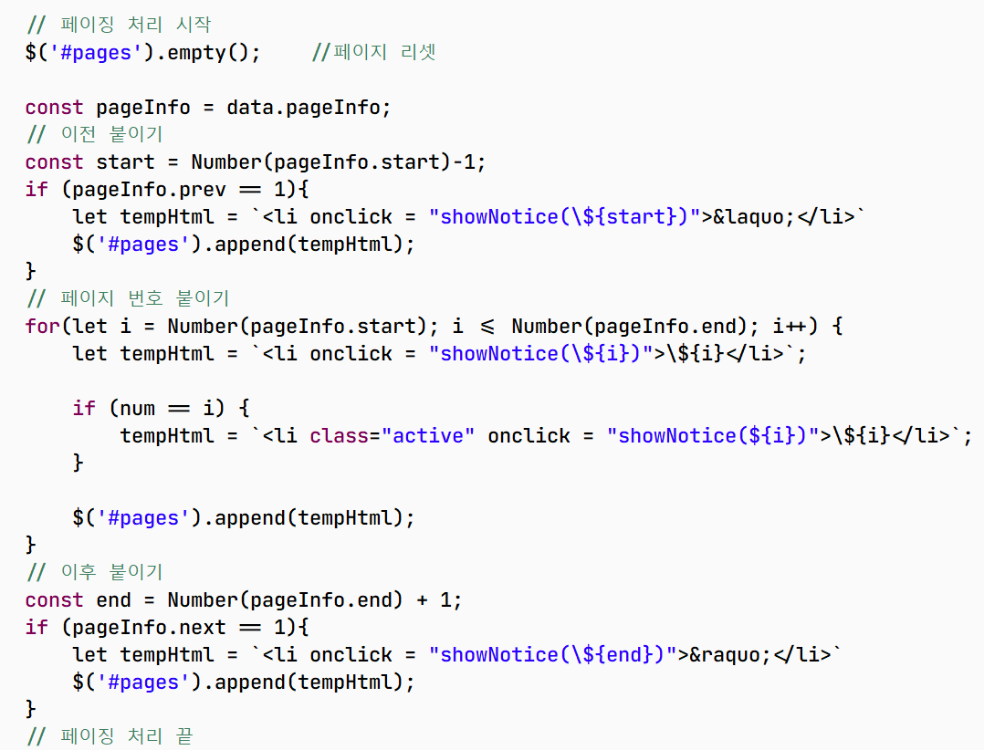 // 페이징 처리 시작
$('#pages').empty();    //페이지 리셋

const pageInfo = data.pageInfo;
// 이전 붙이기
const start = Number(pageInfo.start)-1;
if (pageInfo.prev == 1){
    let tempHtml = `<li onclick = "showNotice(\${start})">&laquo;</li>`
    $('#pages').append(tempHtml);
}
// 페이지 번호 붙이기
for(let i = Number(pageInfo.start); i <= Number(pageInfo.end); i++) {
    let tempHtml = `<li onclick = "showNotice(\${i})">\${i}</li>`;

    if (num == i) {
        tempHtml = `<li class="active" onclick = "showNotice(${i})">\${i}</li>`;
    }

    $('#pages').append(tempHtml);
}
// 이후 붙이기
const end = Number(pageInfo.end) + 1;
if (pageInfo.next == 1){
    let tempHtml = `<li onclick = "showNotice(\${end})">&raquo;</li>`
    $('#pages').append(tempHtml);
}
// 페이징 처리 끝